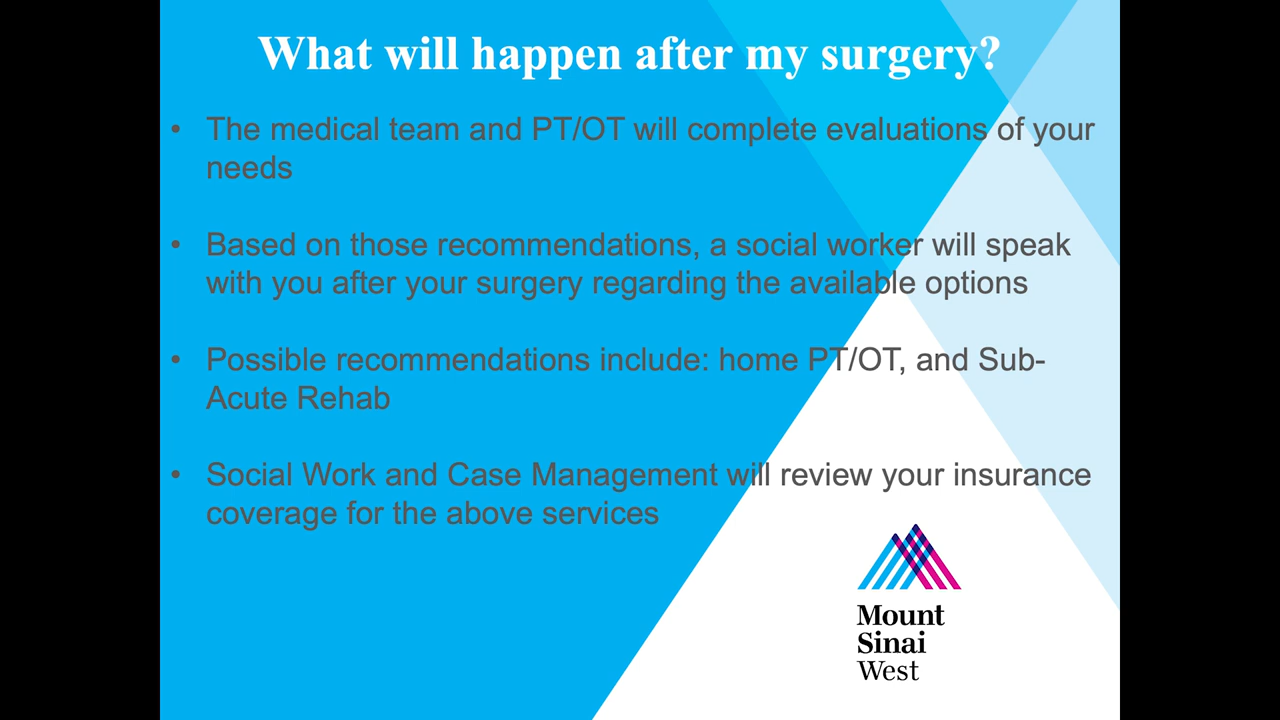 What will happen after my surgery?
• The medical team and PT/OT will complete evaluations of your
needs
• Based on those recommendations, a social worker will speak
with you after your surgery regarding the available options
• Possible recommendations include: home PT/OT, and Sub-
Acute Rehab
• Social Work and Case Management will review your insurance
coverage for the above services
Mount
Sinai
West